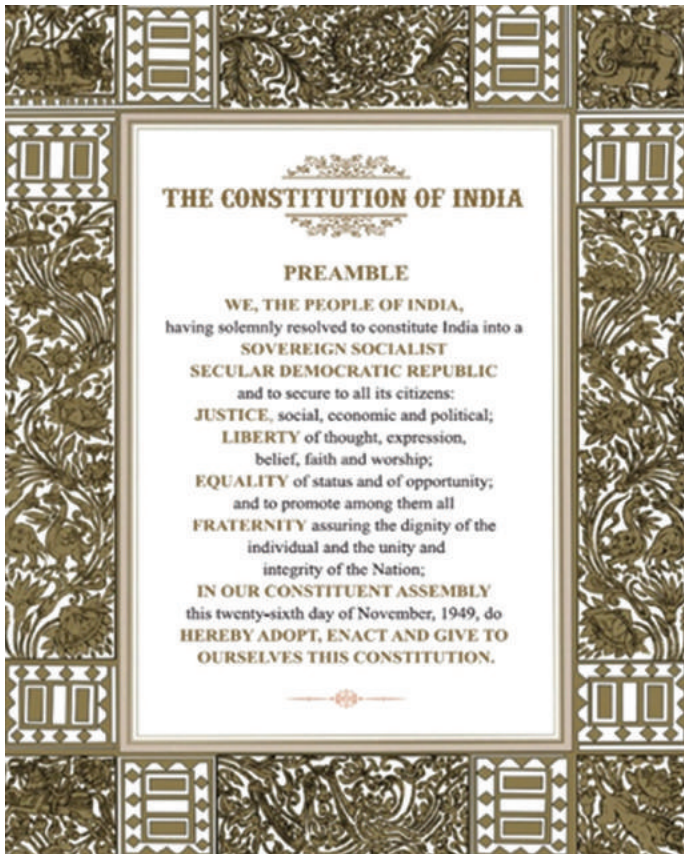 THE CONSTITUTION OF INDIA
PREAMBLE
WE, THE PEOPLE OF INDIA,
having solemnly resolved to constitute India into a
SOVEREIGN SOCIALIST
SECULAR DEMOCRATIC REPUBLIC
and to secure to all its citizens:
JUSTICE, social, economic and political;
LIBERTY of thought, expression,
belief, faith and worship;
EQUALITY of status and of opportunity;
and to promote among them all
FRATERNITY assuring the dignity of the
individual and the unity and
integrity of the Nation;
IN OUR CONSTITUENT ASSEMBLY
this twenty-sixth day of November, 1949, do
HEREBY ADOPT, ENACT AND GIVE TO
OURSELVES THIS CONSTITUTION.